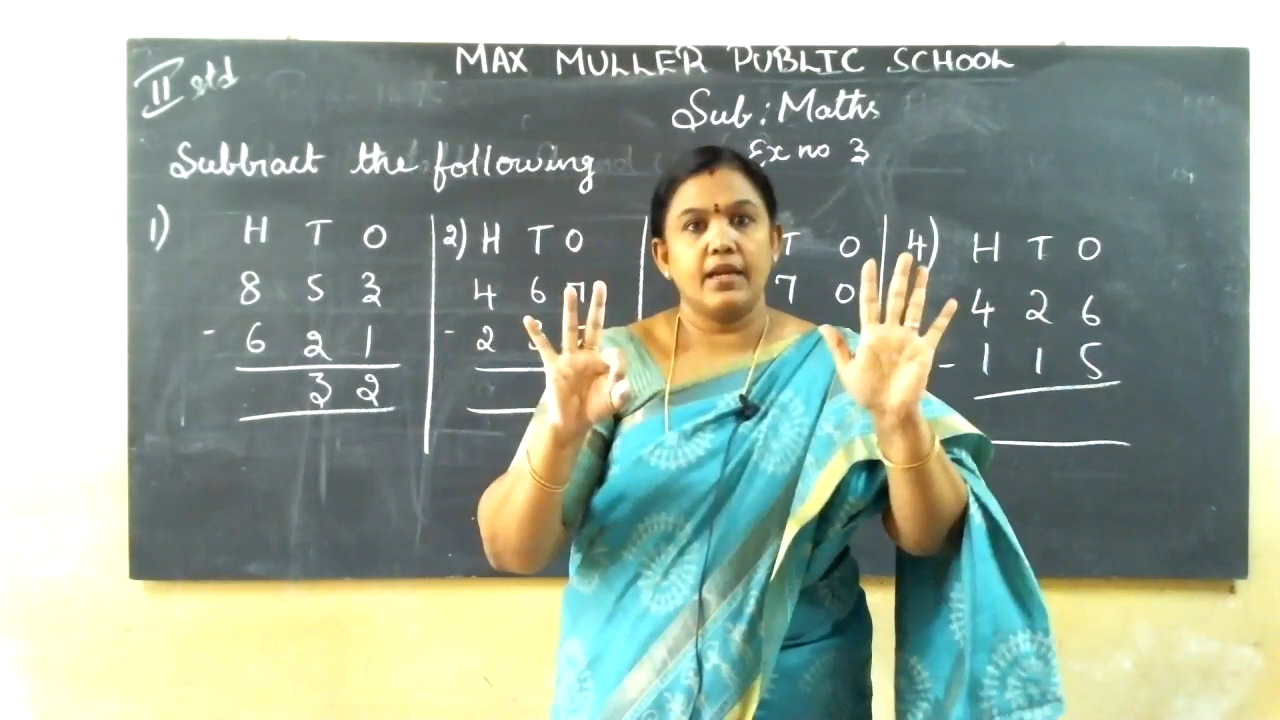 MAX MULLER PUBLIC SCHOOL
II std
Sub: Maths
Subtract the following
Ex no 3
1) H T O 2) H T O T O 4) H T O
8 5 3 4 6 7 7 0 4 2 6
- 6 2 1 - 2 - 1 1 5
3 2